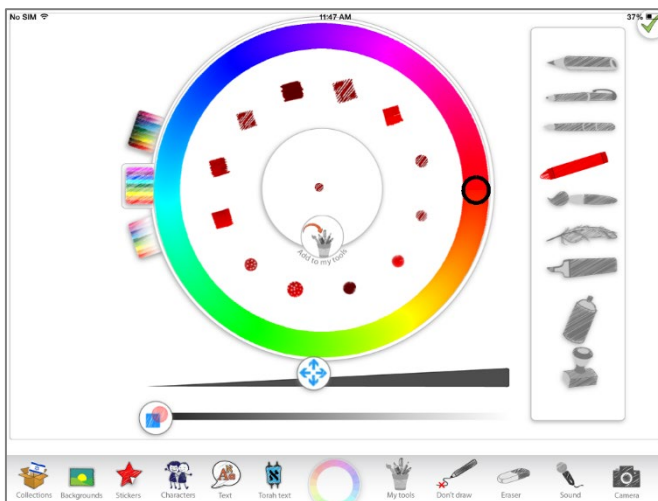 No SIM 11:47 AM 37%
Add to my tools
Collections Backgrounds Stickers Characters Text Torah text My tools Don't draw Eraser Sound Camera